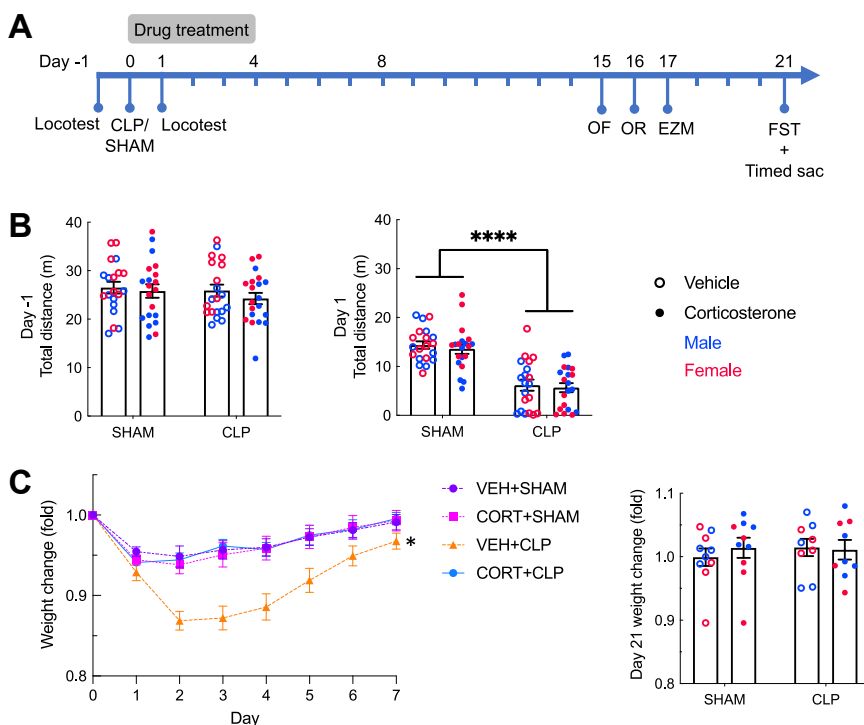 A
Drug treatment
Day -1 0 1 4 8 15 16 17 21
Locotest CLP/ Locotest OF OR EZM FST
SHAM +
Timed sac
B
Day -1
Total distance (m)
40
30
20
10
0
SHAM CLP
Day 1
Total distance (m)
40
30
20
10
0
****
SHAM CLP
Vehicle
Corticosterone
Male
Female
C
Weight change (fold)
1.0
0.9
0.8
0 1 2 3 4 5 6 7
Day
*
VEH+SHAM
CORT+SHAM
VEH+CLP
CORT+CLP
Day 21 weight change (fold)
1.1
1.0
0.9
0.8
SHAM CLP